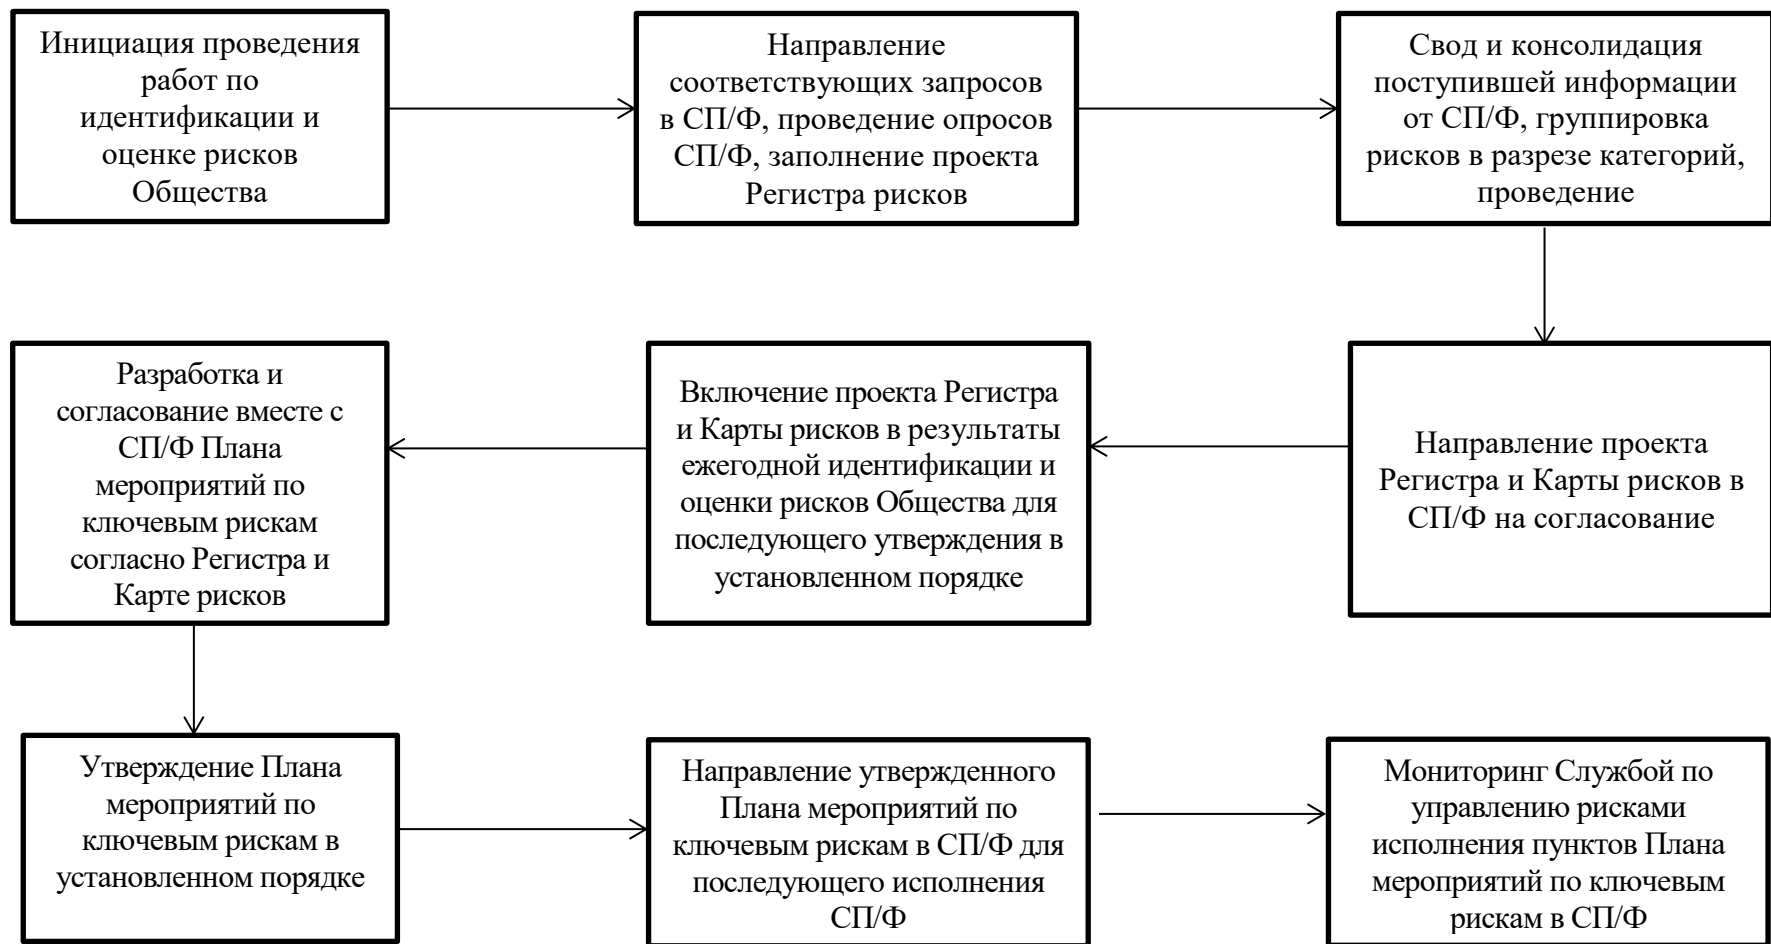 Инициация проведения
работ по
идентификации и
оценке рисков
Общества
Направление
соответствующих запросов
в СП/Ф, проведение опросов
СП/Ф, заполнение проекта
Регистра рисков
Свод и консолидация
поступившей информации
от СП/Ф, группировка
рисков в разрезе категорий,
проведение
Разработка и
согласование вместе с
СП/Ф Плана
мероприятий по
ключевым рискам
согласно Регистра и
Карте рисков
Включение проекта Регистра
и Карты рисков в результаты
ежегодной идентификации и
оценки рисков Общества для
последующего утверждения в
установленном порядке
Направление проекта
Регистра и Карты рисков в
СП/Ф на согласование
Утверждение Плана
мероприятий по
ключевым рискам в
установленном порядке
Направление утвержденного
Плана мероприятий по
ключевым рискам в СП/Ф для
последующего исполнения
СП/Ф
Мониторинг Службой по
управлению рисками
исполнения пунктов Плана
мероприятий по ключевым
рискам в СП/Ф